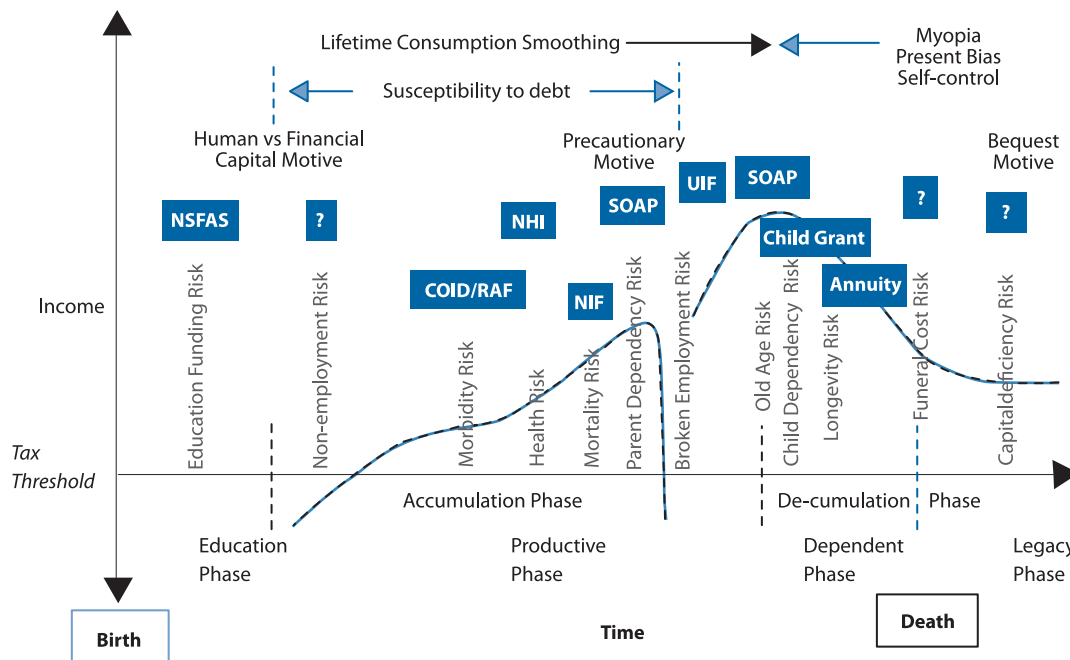 Lifetime Consumption Smoothing
Myopia
Present Bias
Self-control
Susceptibility to debt
Human vs Financial
Capital Motive
Precautionary
Motive
Bequest
Motive
NSFAS
?
NHI
SOAP
UIF
SOAP
?
?
COID/RAF
NIF
Child Grant
Annuity
Income
Education Funding Risk
Non-employment Risk
Morbidity Risk
Health Risk
Mortality Risk
Parent Dependency Risk
Broken Employment Risk
Old Age Risk
Child Dependency Risk
Longevity Risk
Funeral Cost Risk
Capitaldeficiency Risk
Tax
Threshold
Accumulation Phase
De-cumulation
Phase
Education
Phase
Productive
Phase
Dependent
Phase
Legacy
Phase
Birth
Time
Death